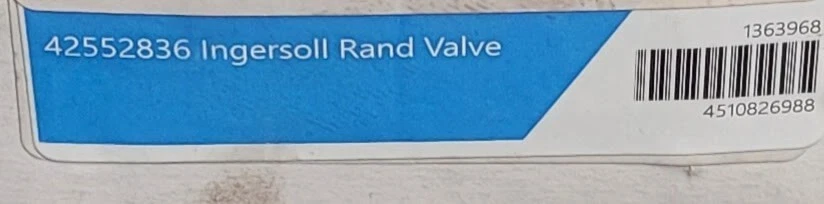 42552836 Ingersoll Rand Valve
1363968
4510826988